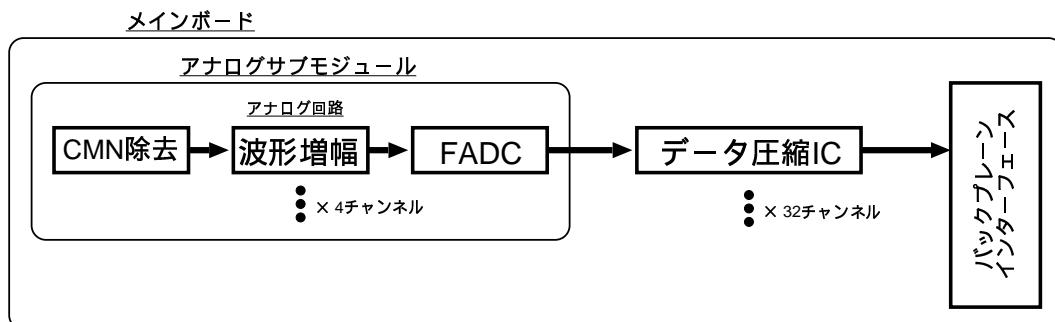 メインボード
アナログサブモジュール
アナログ回路
CMN除去
波形増幅
FADC
データ圧縮IC
× 4チャンネル
× 32チャンネル
バックプレーン
インターフェース